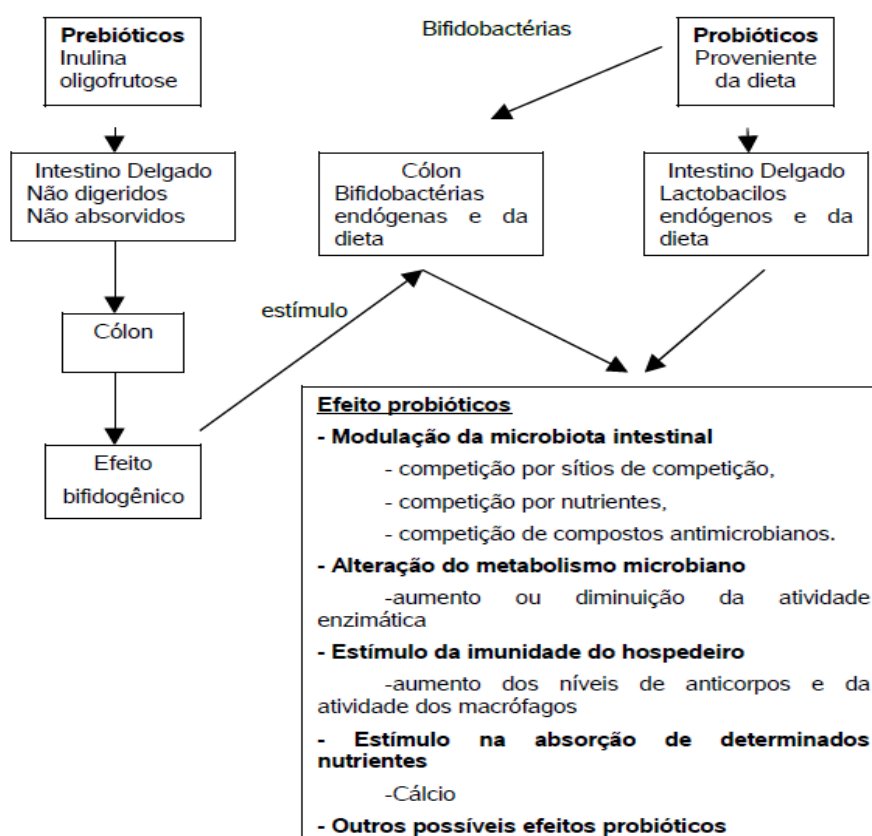 Prebióticos
Inulina
oligofrutose
Bifidobactérias
Probióticos
Proveniente
da dieta
Intestino Delgado
Não digeridos
Não absorvidos
Cólon
Bifidobactérias
endógenas e da
dieta
Intestino Delgado
Lactobacilos
endógenos e da
dieta
estímulo
Cólon
Efeito
bifidogênico
Efeito probióticos
- Modulação da microbiota intestinal
- competição por sítios de competição,
- competição por nutrientes,
- competição de compostos antimicrobianos.
- Alteração do metabolismo microbiano
-aumento ou diminuição da atividade
enzimática
- Estímulo da imunidade do hospedeiro
-aumento dos níveis de anticorpos e da
atividade dos macrófagos
- Estímulo na absorção de determinados
nutrientes
-Cálcio
- Outros possíveis efeitos probióticos